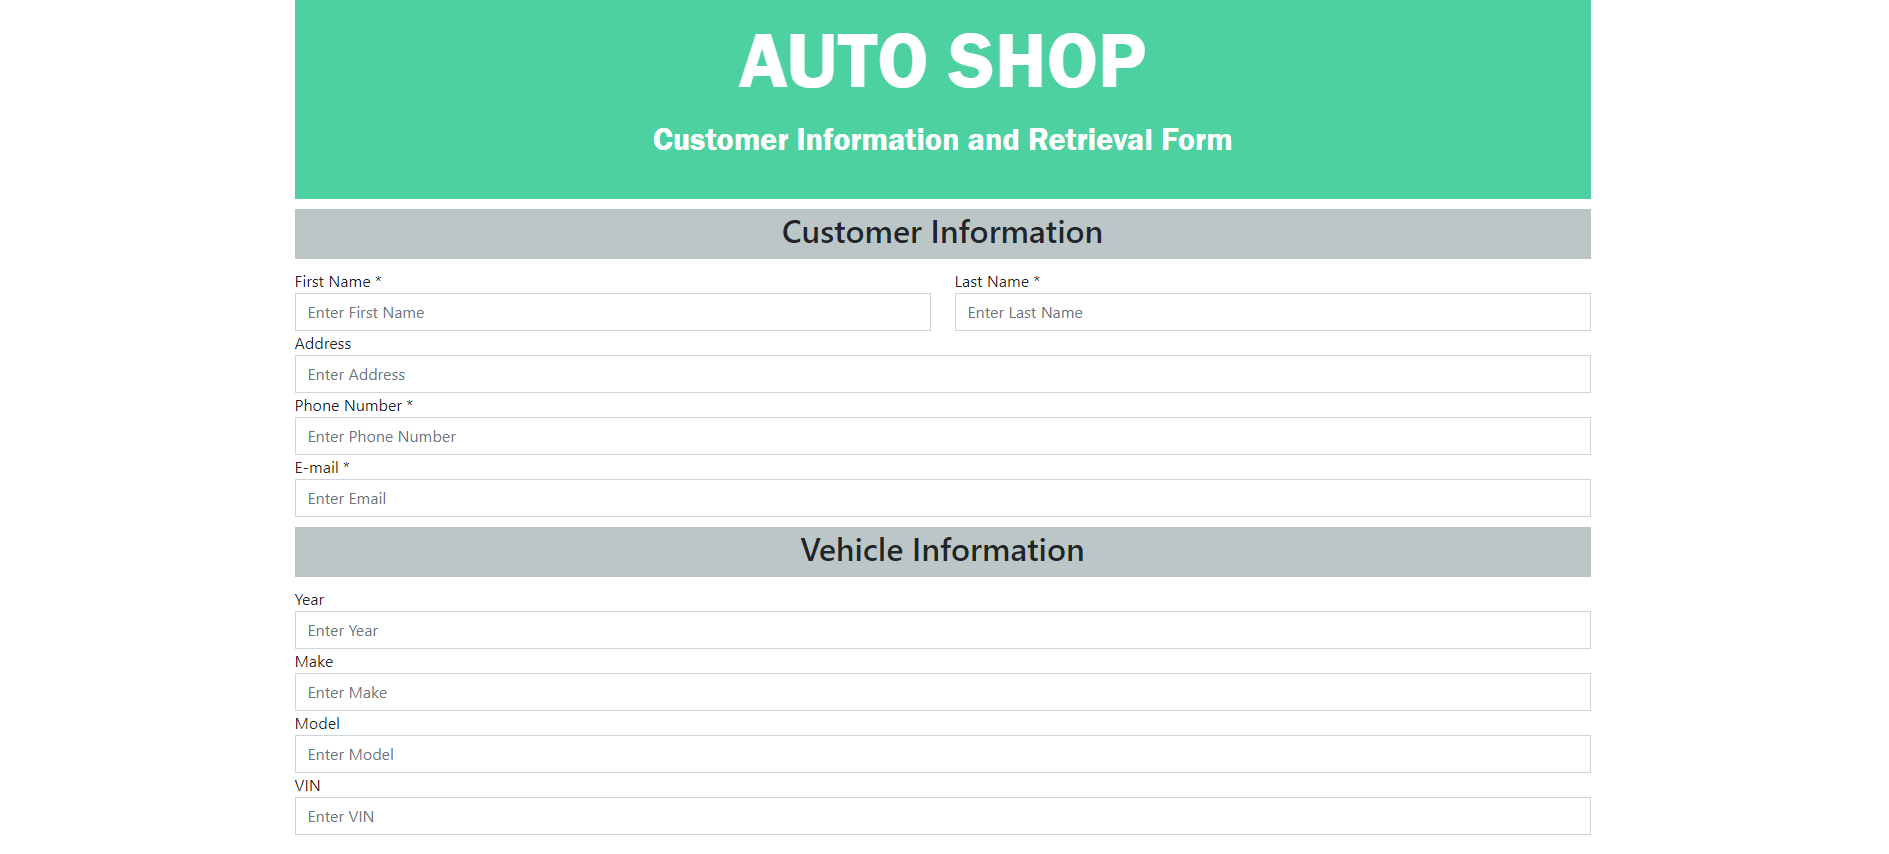 AUTO SHOP
Customer Information and Retrieval Form
Customer Information
First Name * Last Name *
Enter First Name Enter Last Name
Address
Enter Address
Phone Number *
Enter Phone Number
E-mail *
Enter Email
Vehicle Information
Year
Enter Year
Make
Enter Make
Model
Enter Model
VIN
Enter VIN